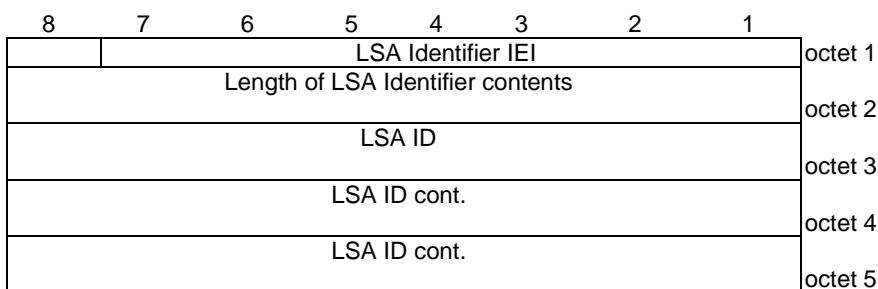 8 7 6 5 4 3 2 1
LSA Identifier IEI octet 1
Length of LSA Identifier contents
octet 2
LSA ID
octet 3
LSA ID cont.
octet 4
LSA ID cont.
octet 5